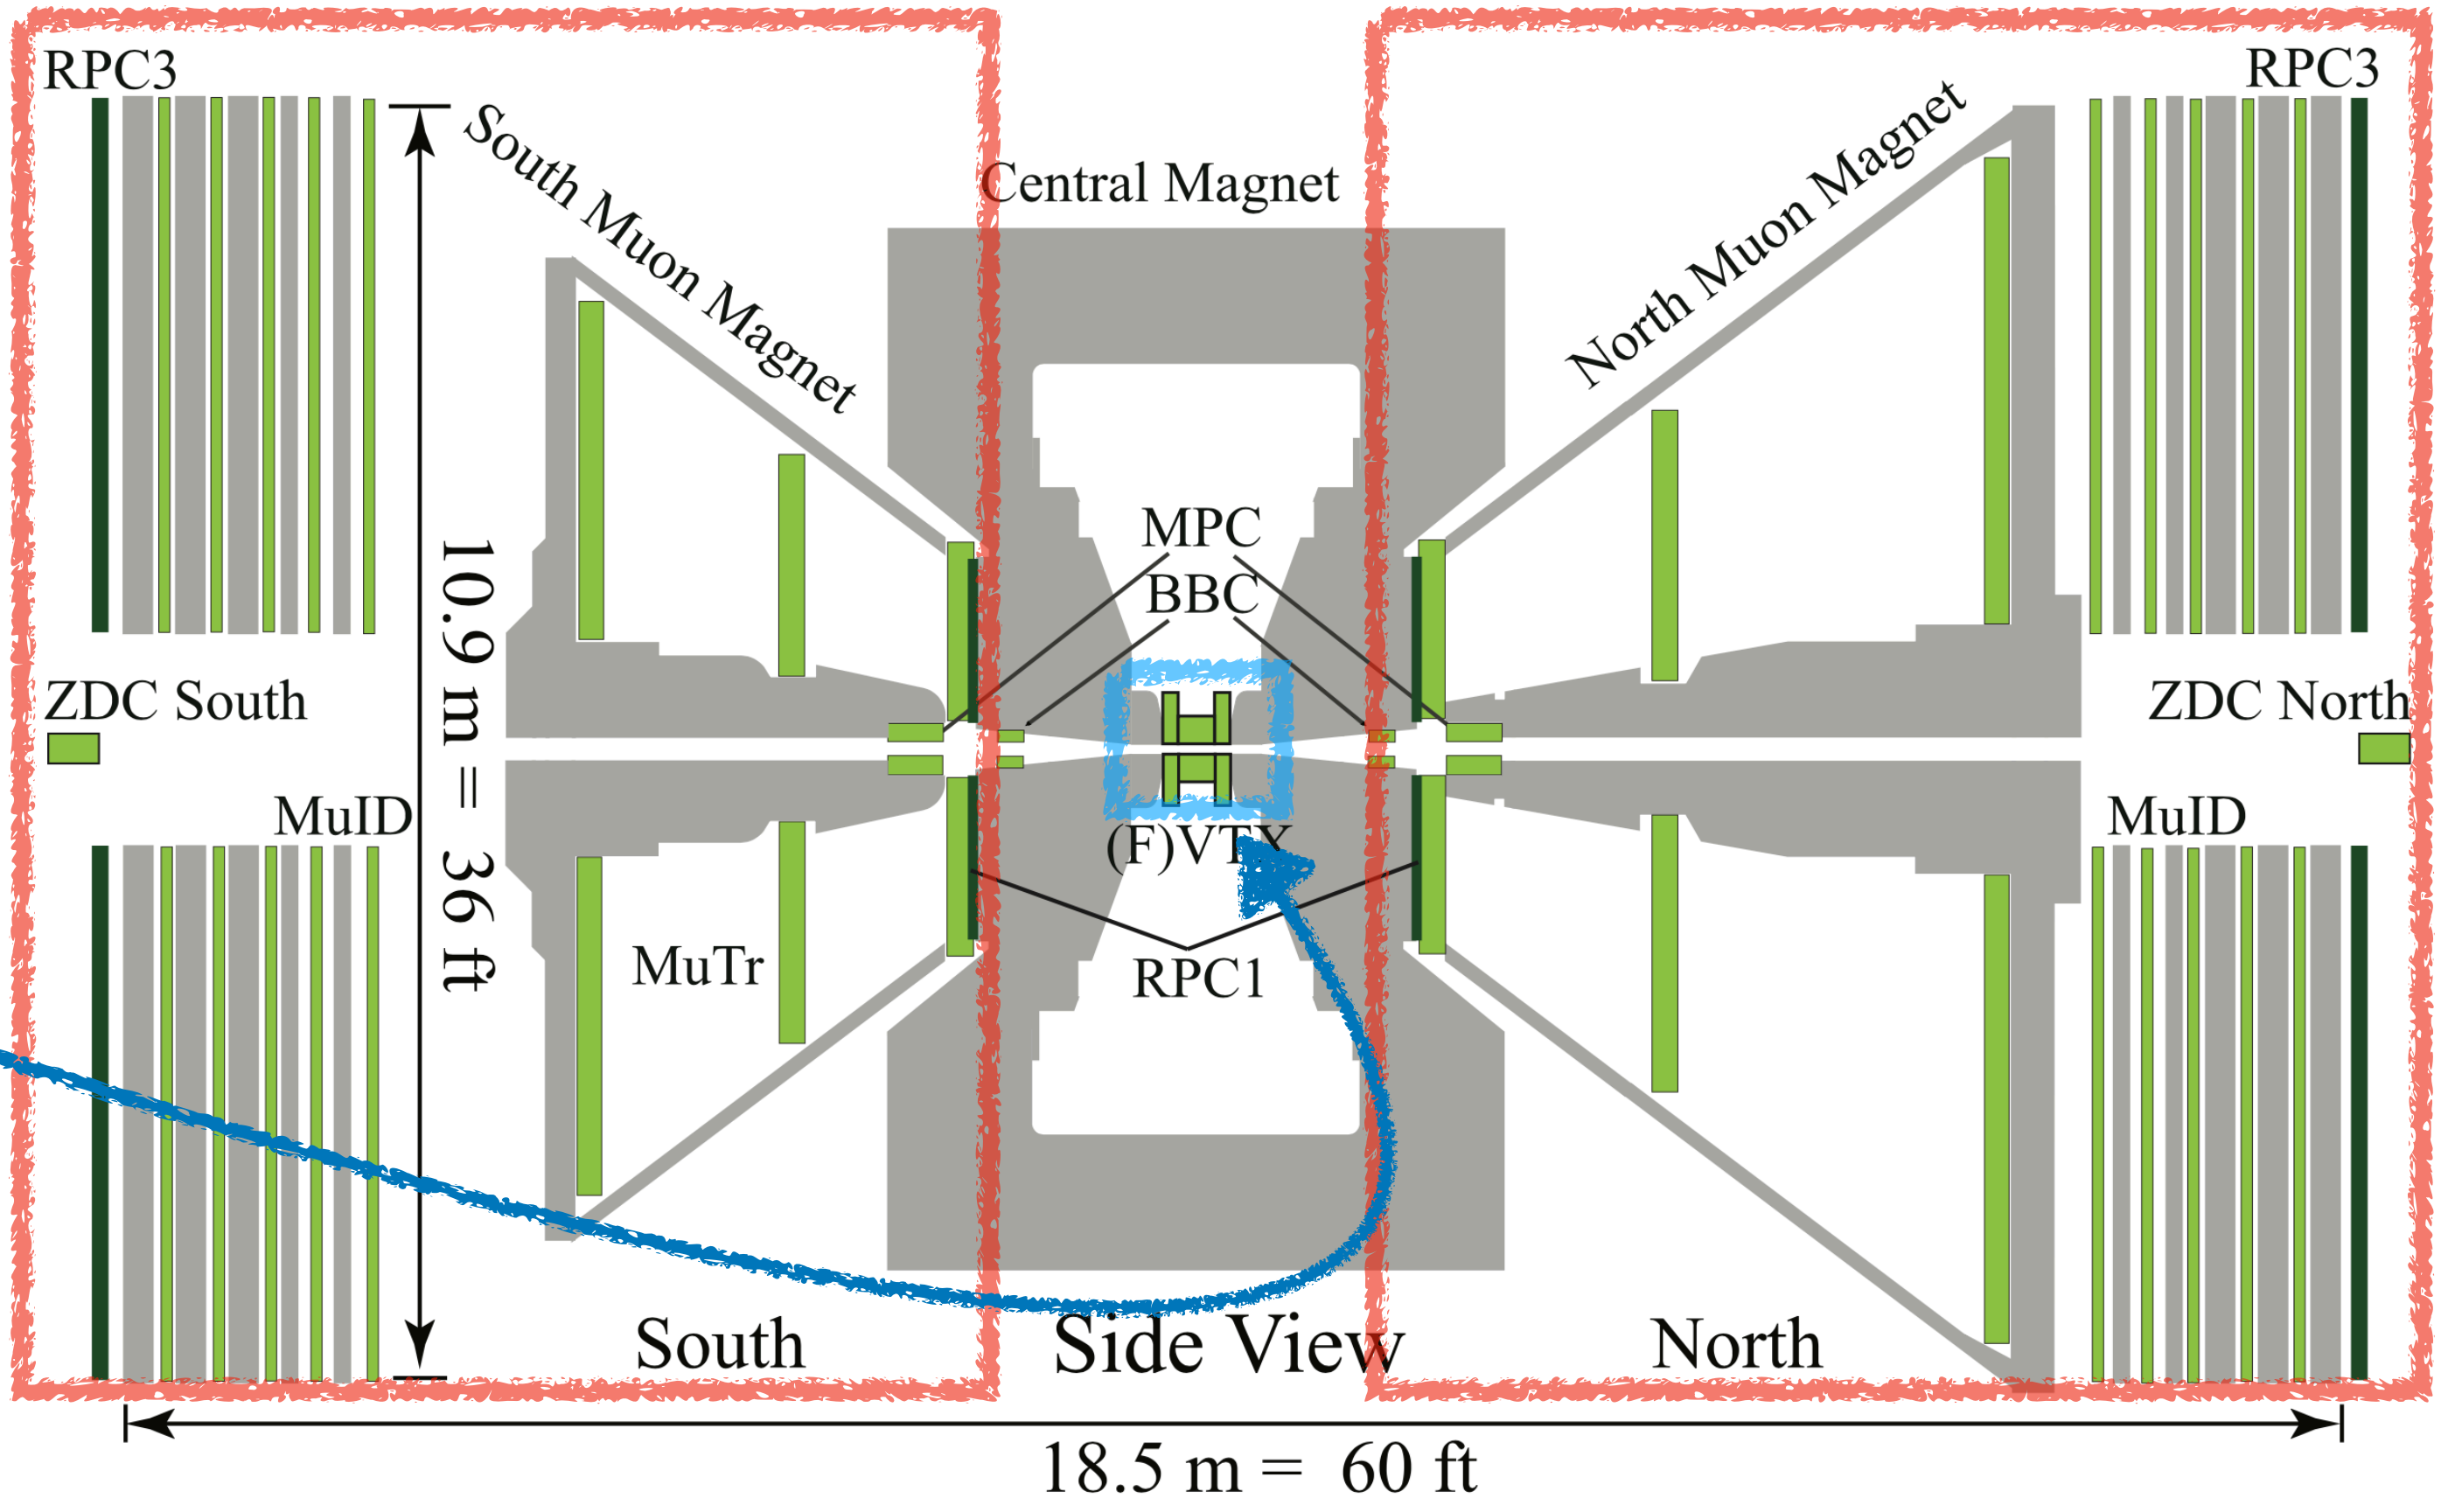 RPC3
RPC3
South Muon Magnet
Central Magnet
North Muon Magnet
MPC
BBC
10.9 m = 36 ft
ZDC South
ZDC North
MuID
MuID
(F)VTX
MuTr
RPC1
South
Side View
North
18.5 m = 60 ft